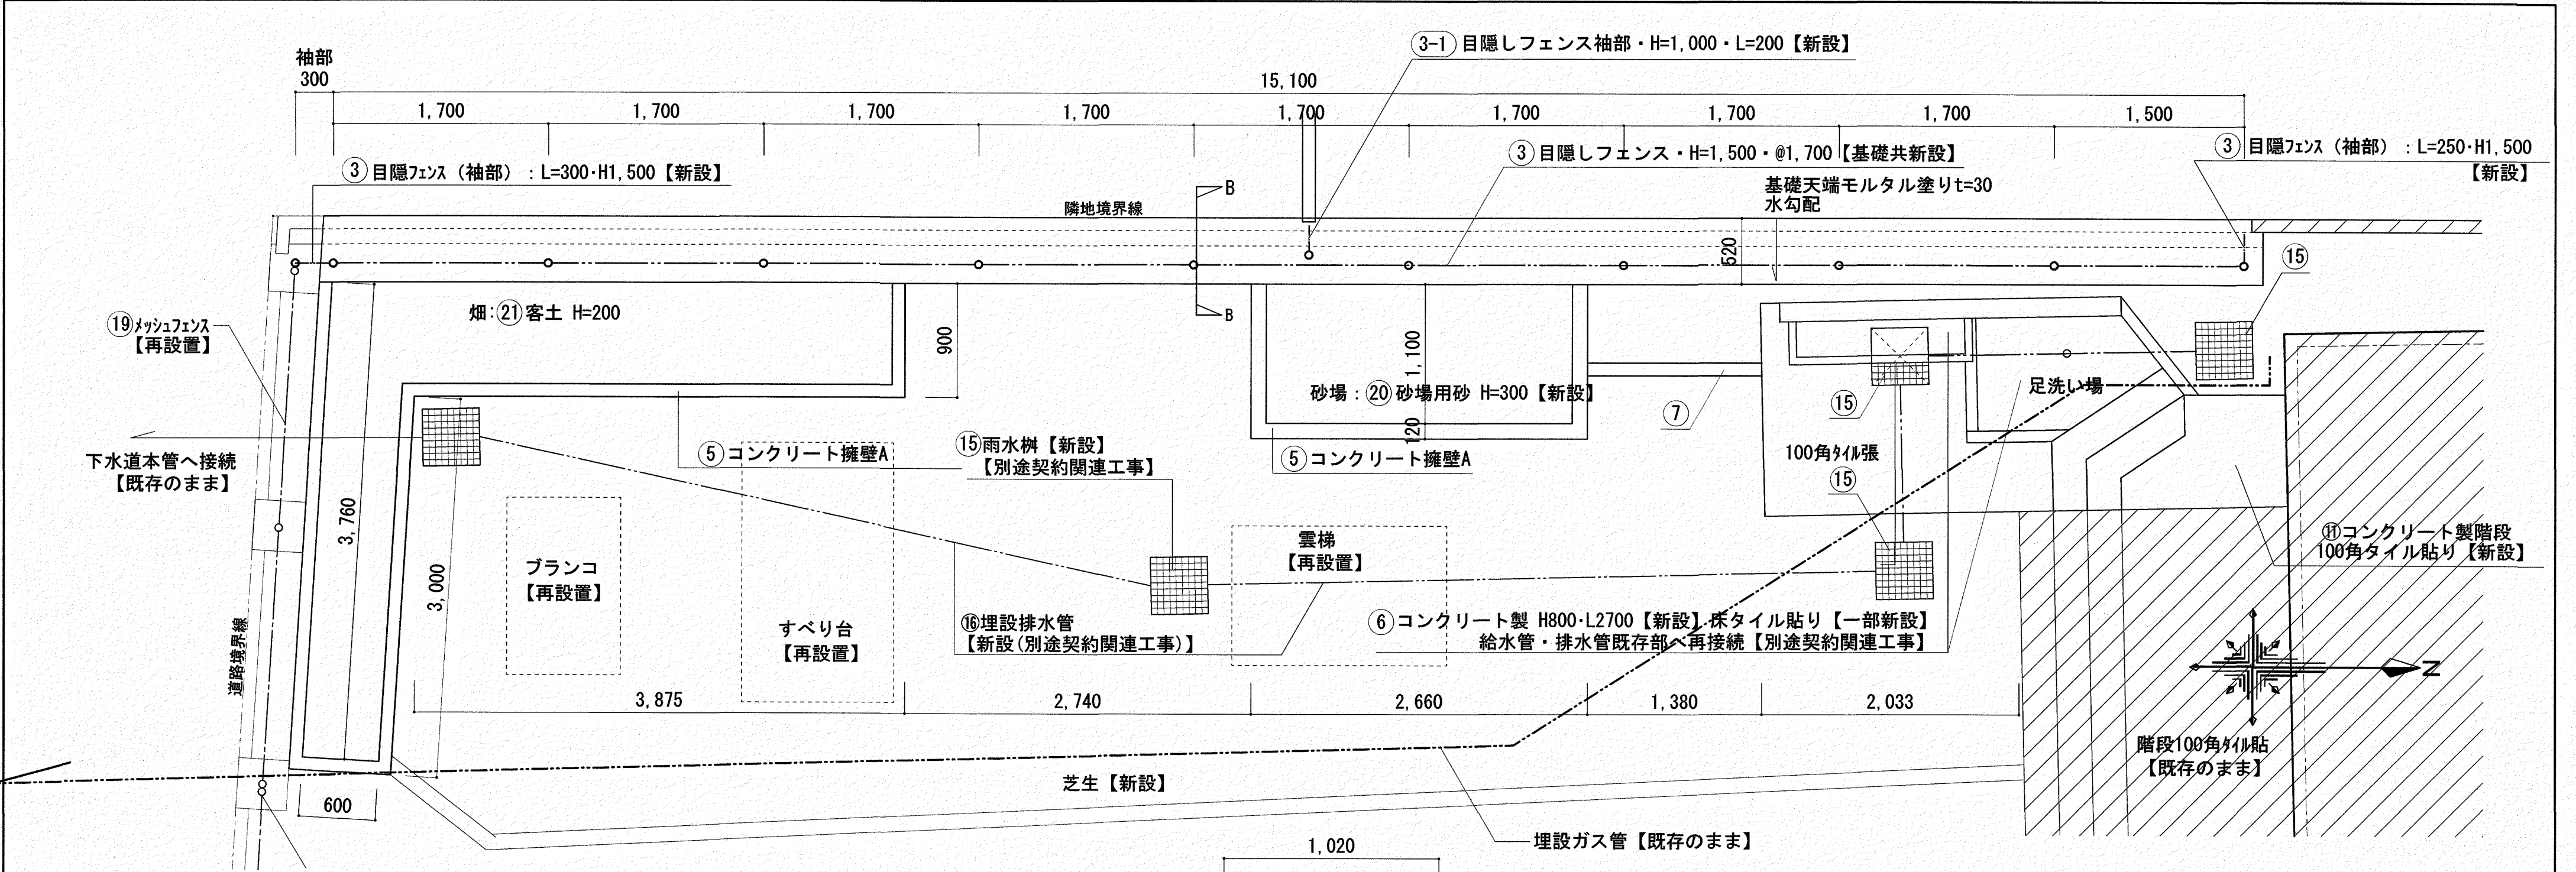 袖部
300
15,100
1,700
1,700
1,700
1,700
1,700
1,700
1,700
1,700
1,500
3-1 目隠しフェンス袖部・H=1,000・L=200【新設】
③ 目隠ﾌｪﾝｽ（袖部）：L=300･H1,500【新設】
③ 目隠しフェンス・H=1,500・@1,700【基礎共新設】
③ 目隠ﾌｪﾝｽ（袖部）：L=250･H1,500
【新設】
基礎天端モルタル塗りt=30
水勾配
隣地境界線
B
B
520
⑮
⑲ﾒｯｼｭﾌｪﾝｽ
【再設置】
畑：㉑客土 H=200
900
1,100
砂場：⑳砂場用砂 H=300【新設】
120
⑦
⑮
足洗い場
100角ﾀｲﾙ張
⑮
下水道本管へ接続
【既存のまま】
⑤コンクリート擁壁A
⑮雨水桝【新設】
【別途契約関連工事】
⑤コンクリート擁壁A
3,760
3,000
ブランコ
【再設置】
すべり台
【再設置】
雲梯
【再設置】
⑪コンクリート製階段
100角タイル貼り【新設】
⑯埋設排水管
【新設(別途契約関連工事)】
⑥コンクリート製 H800･L2700【新設】床タイル貼り【一部新設】
給水管・排水管既存部へ再接続【別途契約関連工事】
道路境界線
3,875
2,740
2,660
1,380
2,033
N
階段100角ﾀｲﾙ貼
【既存のまま】
芝生【新設】
600
埋設ガス管【既存のまま】
1,020